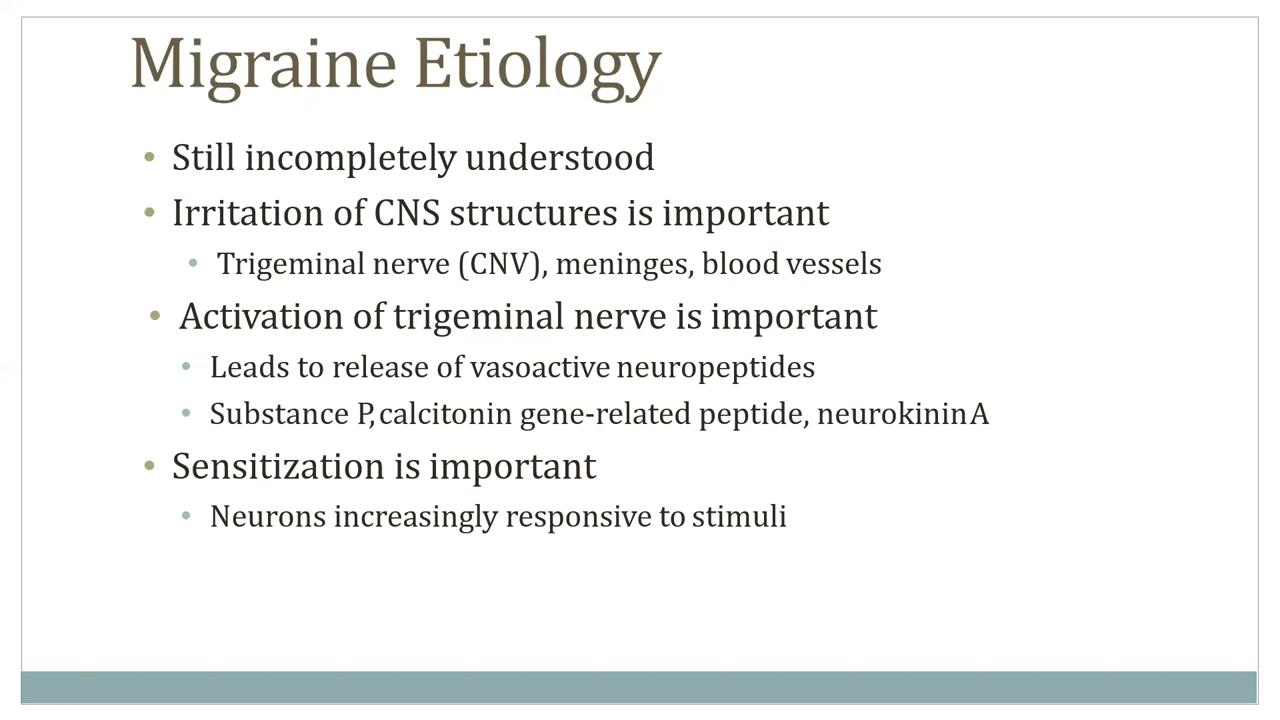 Migraine Etiology
• Still incompletely understood
• Irritation of CNS structures is important
• Trigeminal nerve (CNV), meninges, blood vessels
• Activation of trigeminal nerve is important
• Leads to release of vasoactive neuropeptides
• Substance P, calcitonin gene-related peptide, neurokinin A
• Sensitization is important
• Neurons increasingly responsive to stimuli